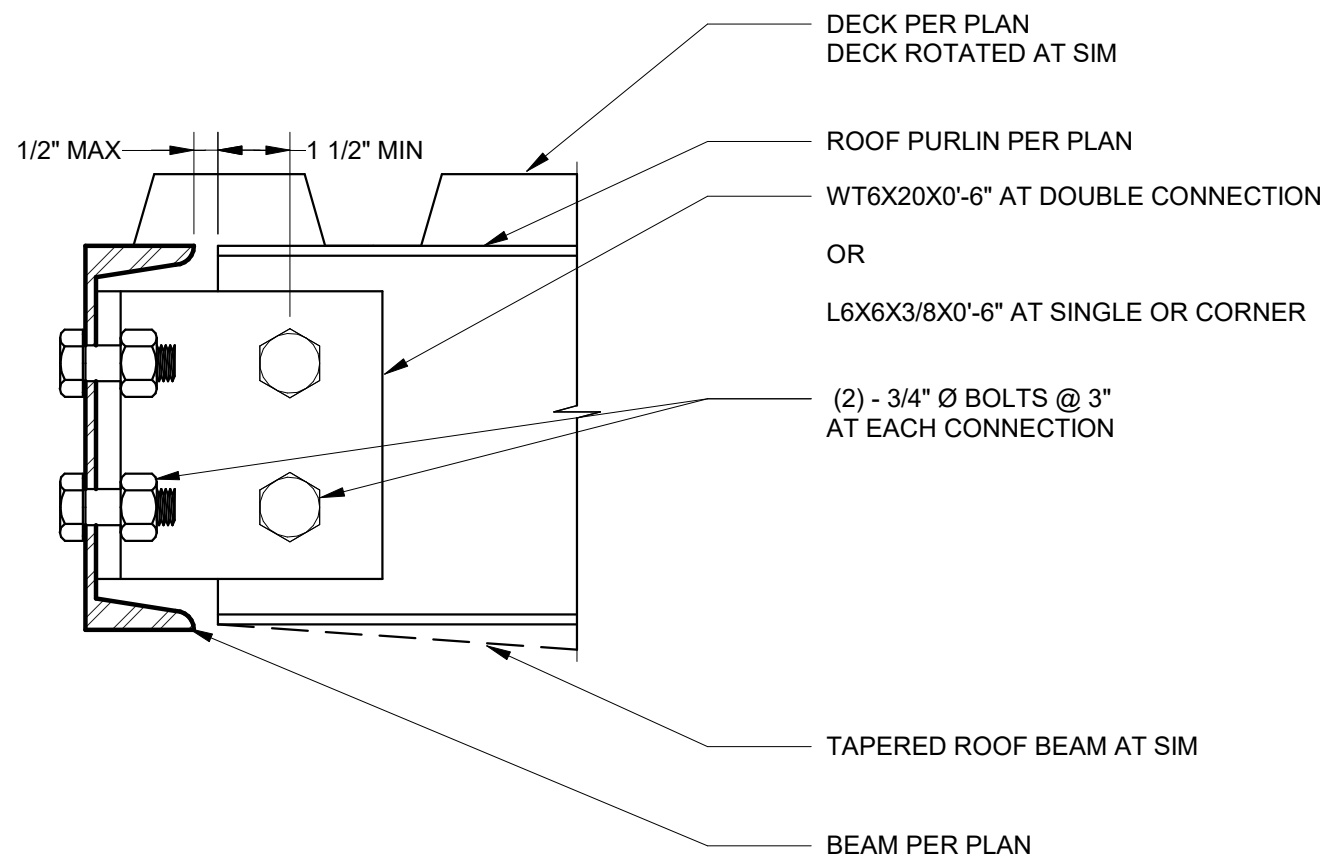 DECK PER PLAN
DECK ROTATED AT SIM
1/2" MAX
1 1/2" MIN
ROOF PURLIN PER PLAN
WT6X20X0'-6" AT DOUBLE CONNECTION
OR
L6X6X3/8X0'-6" AT SINGLE OR CORNER
(2) - 3/4" Ø BOLTS @ 3"
AT EACH CONNECTION
TAPERED ROOF BEAM AT SIM
BEAM PER PLAN